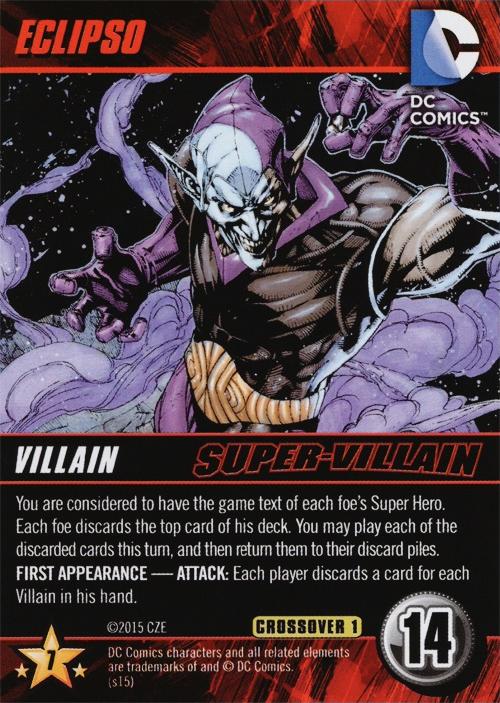 ECLIPSO
DC
DC
COMICS™
VILLAIN
SUPER-VILLAIN
You are considered to have the game text of each foe's Super Hero.
Each foe discards the top card of his deck. You may play each of the
discarded cards this turn, and then return them to their discard piles.
FIRST APPEARANCE — ATTACK: Each player discards a card for each
Villain in his hand.
©2015 CZE
CROSSOVER 1
7
14
DC Comics characters and all related elements
are trademarks of and © DC Comics.
(s15)